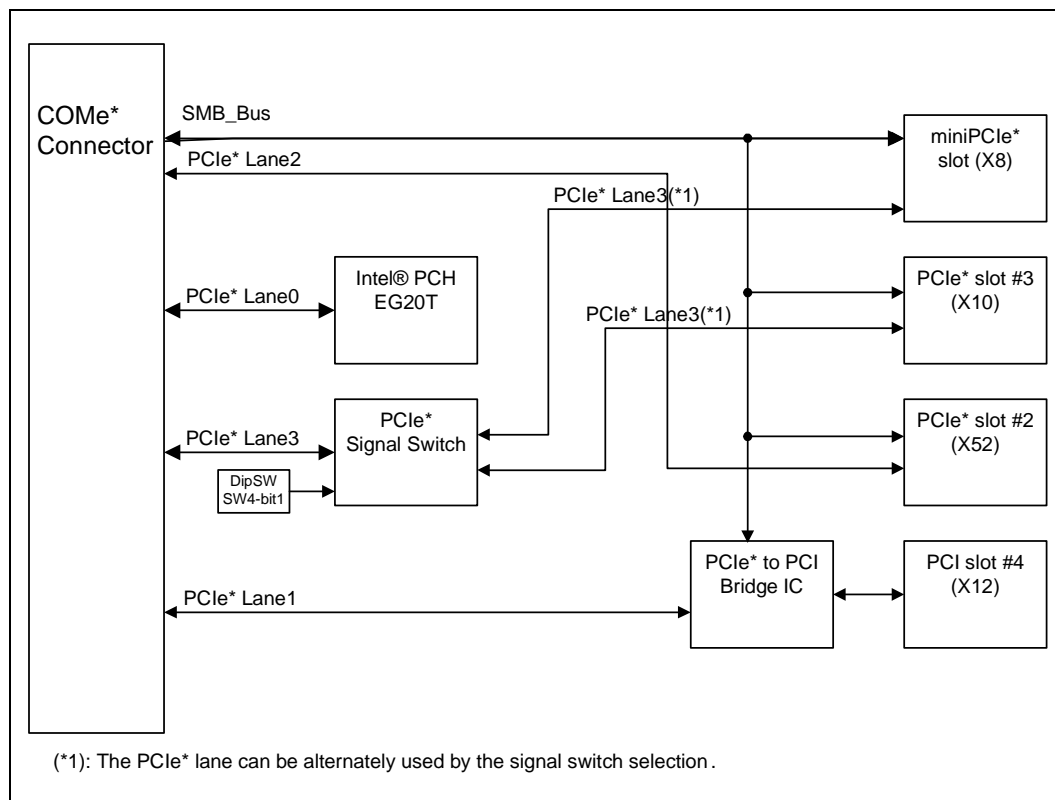 COMe*
Connector
SMB_Bus
PCIe* Lane2
miniPCIe*
slot (X8)
PCIe* Lane3(*1)
Intel® PCH
EG20T
PCIe* Lane0
PCIe* slot #3
(X10)
PCIe* Lane3(*1)
PCIe*
Signal Switch
PCIe* Lane3
PCIe* slot #2
(X52)
DipSW
SW4-bit1
PCIe* to PCI
Bridge IC
PCI slot #4
(X12)
PCIe* Lane1
(*1): The PCIe* lane can be alternately used by the signal switch selection.